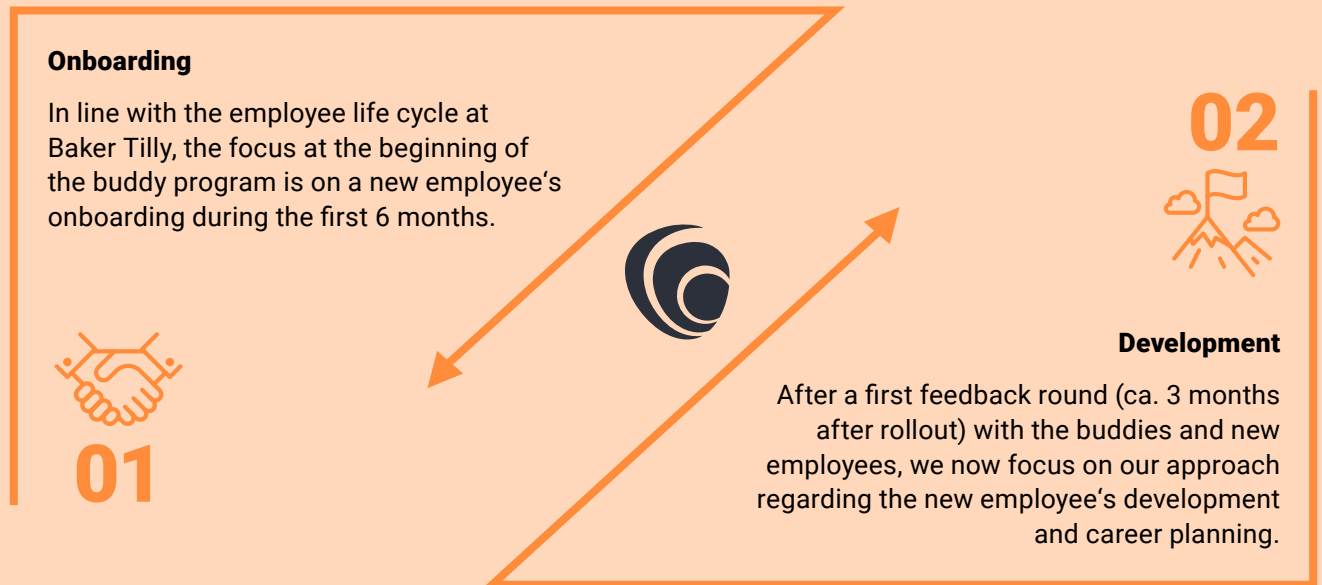 Onboarding
In line with the employee life cycle at
Baker Tilly, the focus at the beginning of
the buddy program is on a new employee‘s
onboarding during the first 6 months.
01
02
Development
After a first feedback round (ca. 3 months
after rollout) with the buddies and new
employees, we now focus on our approach
regarding the new employee‘s development
and career planning.